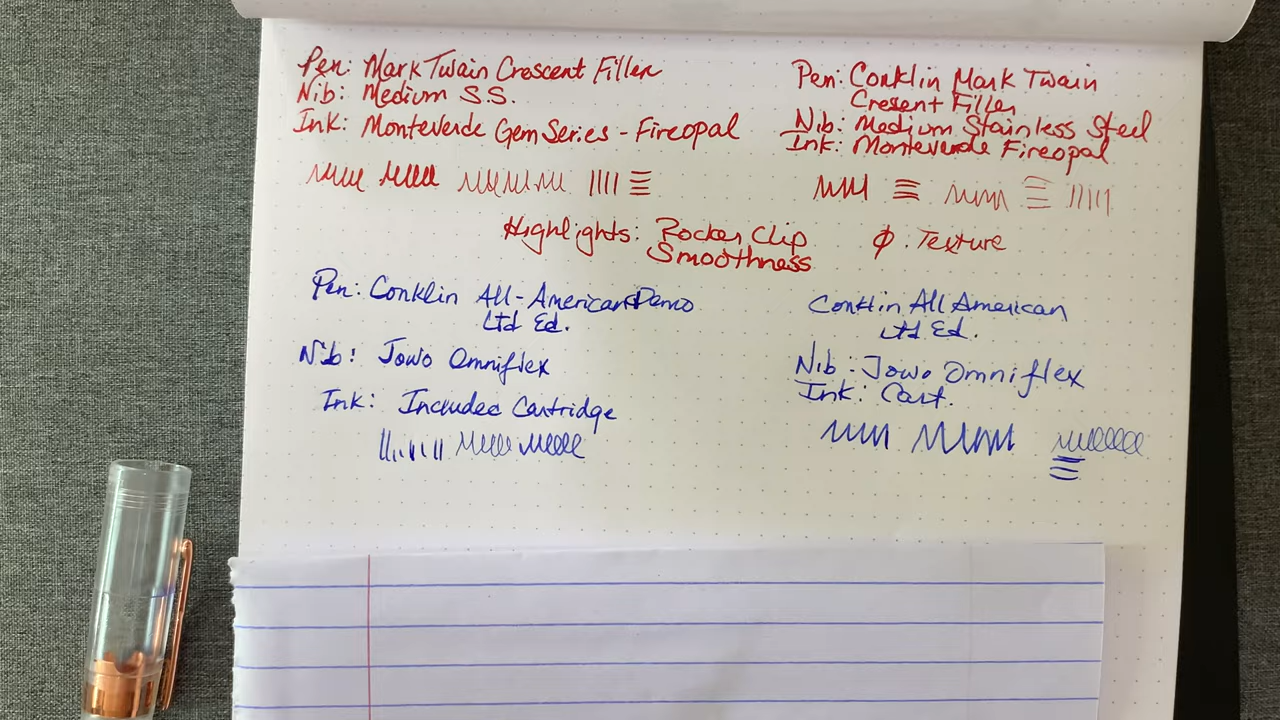 Pen: Mark Twain Crescent Filler
Nib: Medium S.S.
Ink: Monteverde Gem Series - Fireopal
Pen: Conklin Mark Twain
Cresent Filler
Nib: Medium Stainless Steel
Ink: Monteverde Fireopal
Highlights: Rocker Clip
Smoothness
φ. Texture
Pen: Conklin All-American Demo
Ltd Ed.
Nib: Jowo Omniflex
Ink: Included Cartridge
Conklin All American
Ltd Ed.
Nib: Jowo Omniflex
Ink: Cart.